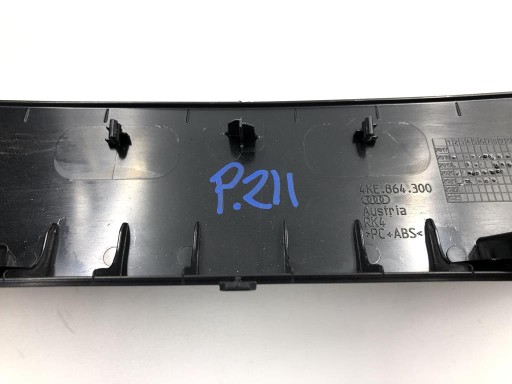 P.211
4KE.864.300
Austria
RK4
>PC+ABS<